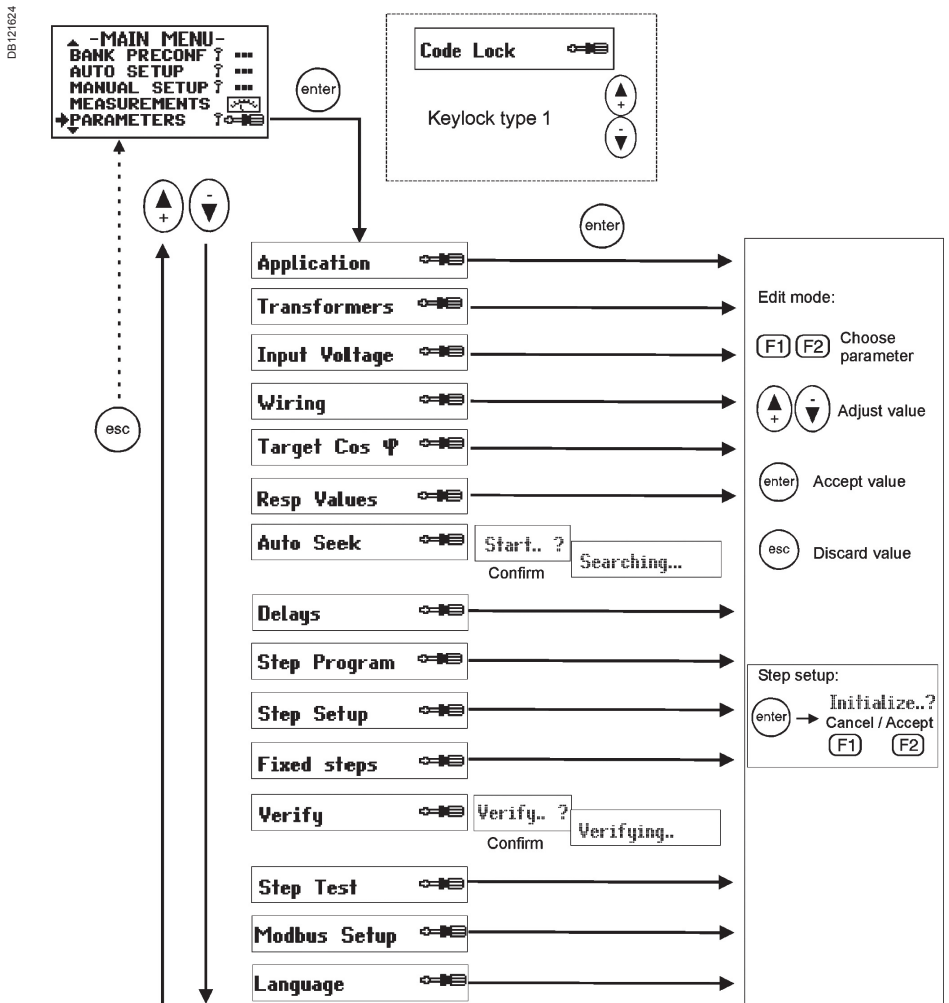 DB121624
-MAIN MENU-
BANK PRECONF
AUTO SETUP
MANUAL SETUP
MEASUREMENTS
PARAMETERS
enter
Code Lock
Keylock type 1
+
-
+
-
enter
esc
Application
Transformers
Input Voltage
Wiring
Target Cos φ
Resp Values
Auto Seek
Start.. ?
Confirm
Searching...
Delays
Step Program
Step Setup
Fixed steps
Verify
Verify.. ?
Confirm
Verifying..
Step Test
Modbus Setup
Language
Edit mode:
F1 F2 Choose
parameter
+ - Adjust value
enter Accept value
esc Discard value
Step setup:
enter Initialize..?
Cancel / Accept
F1 F2